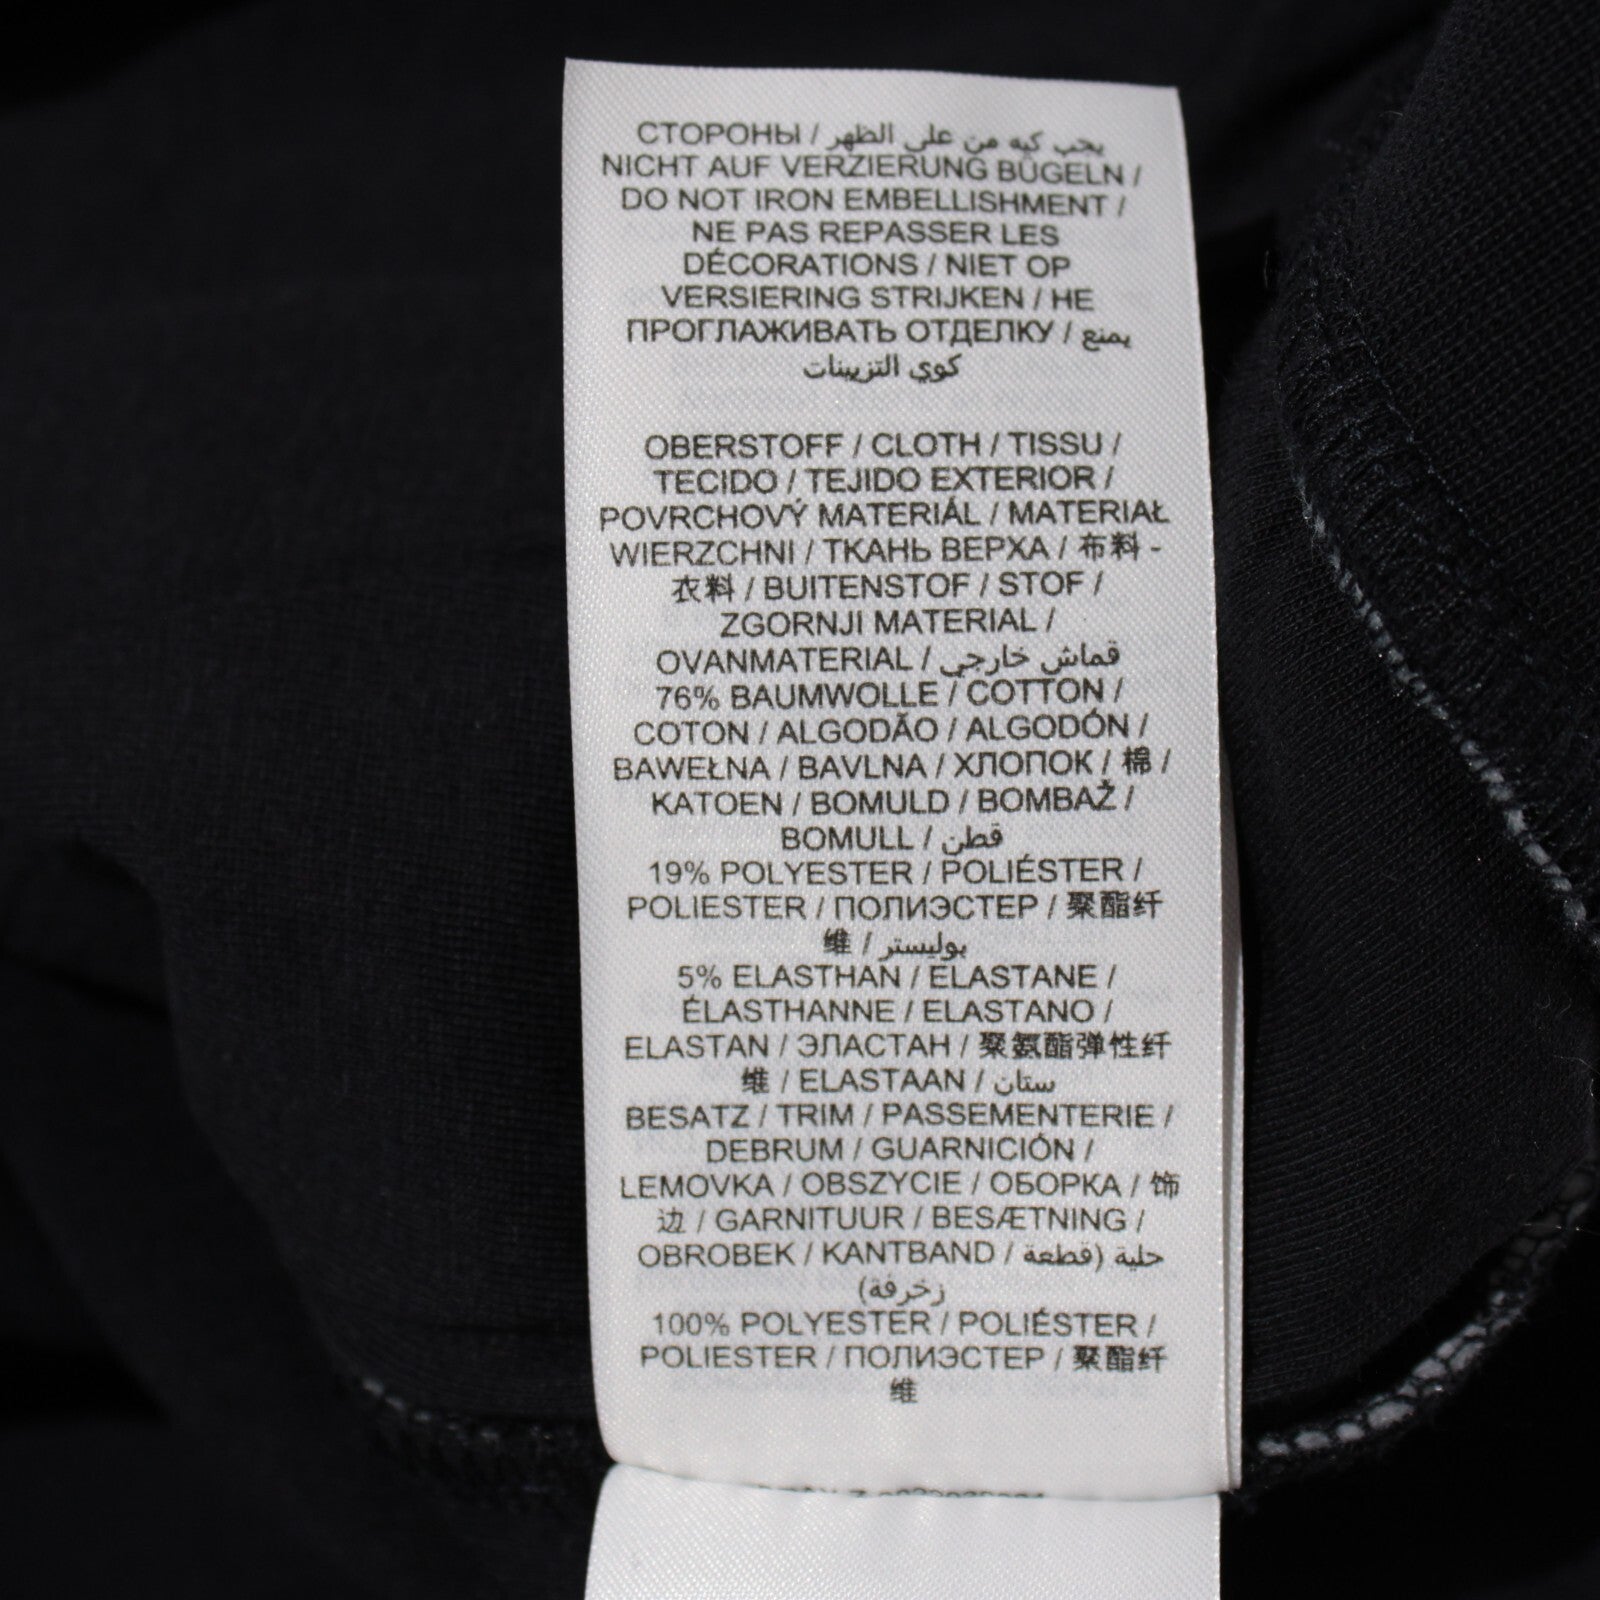 СТОРОНЫ / يجب كيه من على الظهر
NICHT AUF VERZIERUNG BÜGELN /
DO NOT IRON EMBELLISHMENT /
NE PAS REPASSER LES
DÉCORATIONS / NIET OP
VERSIERING STRIJKEN / НЕ
ПРОГЛАЖИВАТЬ ОТДЕЛКУ / يمنع
كوي التزيينات
OBERSTOFF / CLOTH / TISSU /
TECIDO / TEJIDO EXTERIOR /
POVRCHOVÝ MATERIÁL / MATERIAŁ
WIERZCHNI / ТКАНЬ ВЕРХА / 布料 -
衣料 / BUITENSTOF / STOF /
ZGORNJI MATERIAL /
OVANMATERIAL / قماش خارجي
76% BAUMWOLLE / COTTON /
COTON / ALGODÃO / ALGODÓN /
BAWEŁNA / BAVLNA / ХЛОПОК / 棉 /
KATOEN / BOMULD / BOMBAŽ /
BOMULL / قطن
19% POLYESTER / POLIÉSTER /
POLIESTER / ПОЛИЭСТЕР / 聚酯纤
维 / بوليستر
5% ELASTHAN / ELASTANE /
ÉLASTHANNE / ELASTANO /
ELASTAN / ЭЛАСТАН / 聚氨酯弹性纤
维 / ELASTAAN / ستان
BESATZ / TRIM / PASSEMENTERIE /
DEBRUM / GUARNICIÓN /
LEMOVKA / OBSZYCIE / ОБОРКА / 饰
边 / GARNITUUR / BESÆTNING /
OBROBEK / KANTBAND / حلية (قطعة
زخرفة)
100% POLYESTER / POLIÉSTER /
POLIESTER / ПОЛИЭСТЕР / 聚酯纤
维